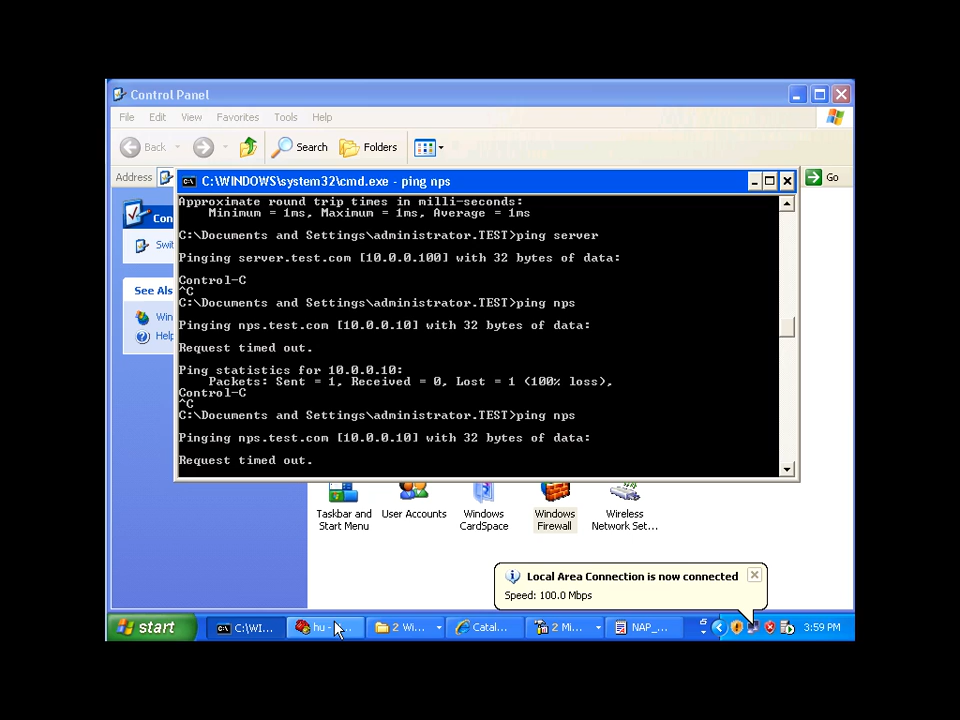 Control Panel
File Edit View Favorites Tools Help
Back Search Folders
Address Go
C:\WINDOWS\system32\cmd.exe - ping nps
Approximate round trip times in milli-seconds:
Minimum = 1ms, Maximum = 1ms, Average = 1ms
C:\Documents and Settings\administrator.TEST>ping server
Pinging server.test.com [10.0.0.100] with 32 bytes of data:
Control-C
^C
C:\Documents and Settings\administrator.TEST>ping nps
Pinging nps.test.com [10.0.0.10] with 32 bytes of data:
Request timed out.
Ping statistics for 10.0.0.10:
Packets: Sent = 1, Received = 0, Lost = 1 (100% loss),
Control-C
^C
C:\Documents and Settings\administrator.TEST>ping nps
Pinging nps.test.com [10.0.0.10] with 32 bytes of data:
Request timed out.
Con
Swit
See Als
Win
Help
Taskbar and Start Menu
User Accounts
Windows CardSpace
Windows Firewall
Wireless Network Set...
Local Area Connection is now connected
Speed: 100.0 Mbps
start C:\WI... hu - ... 2 Wi... Catal... 2 Mi... NAP_... 3:59 PM